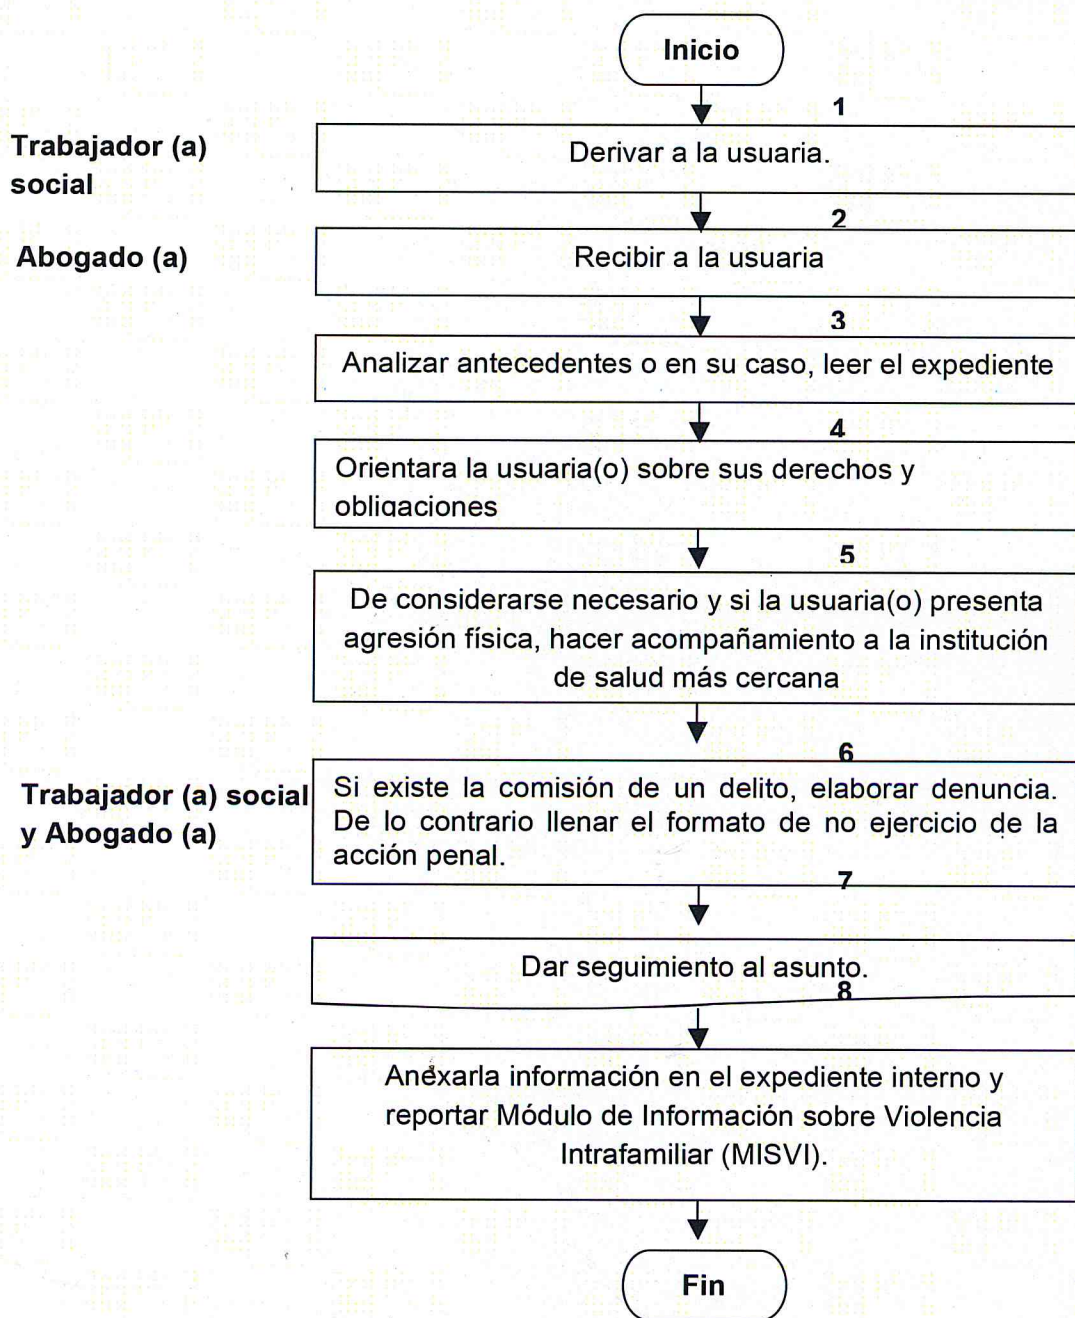 Inicio
1
Trabajador (a)
social
Derivar a la usuaria.
2
Abogado (a)
Recibir a la usuaria
3
Analizar antecedentes o en su caso, leer el expediente
4
Orientara la usuaria(o) sobre sus derechos y
obligaciones
5
De considerarse necesario y si la usuaria(o) presenta
agresión física, hacer acompañamiento a la institución
de salud más cercana
6
Trabajador (a) social
y Abogado (a)
Si existe la comisión de un delito, elaborar denuncia.
De lo contrario llenar el formato de no ejercicio de la
acción penal.
7
Dar seguimiento al asunto.
8
Anexarla información en el expediente interno y
reportar Módulo de Información sobre Violencia
Intrafamiliar (MISVI).
Fin